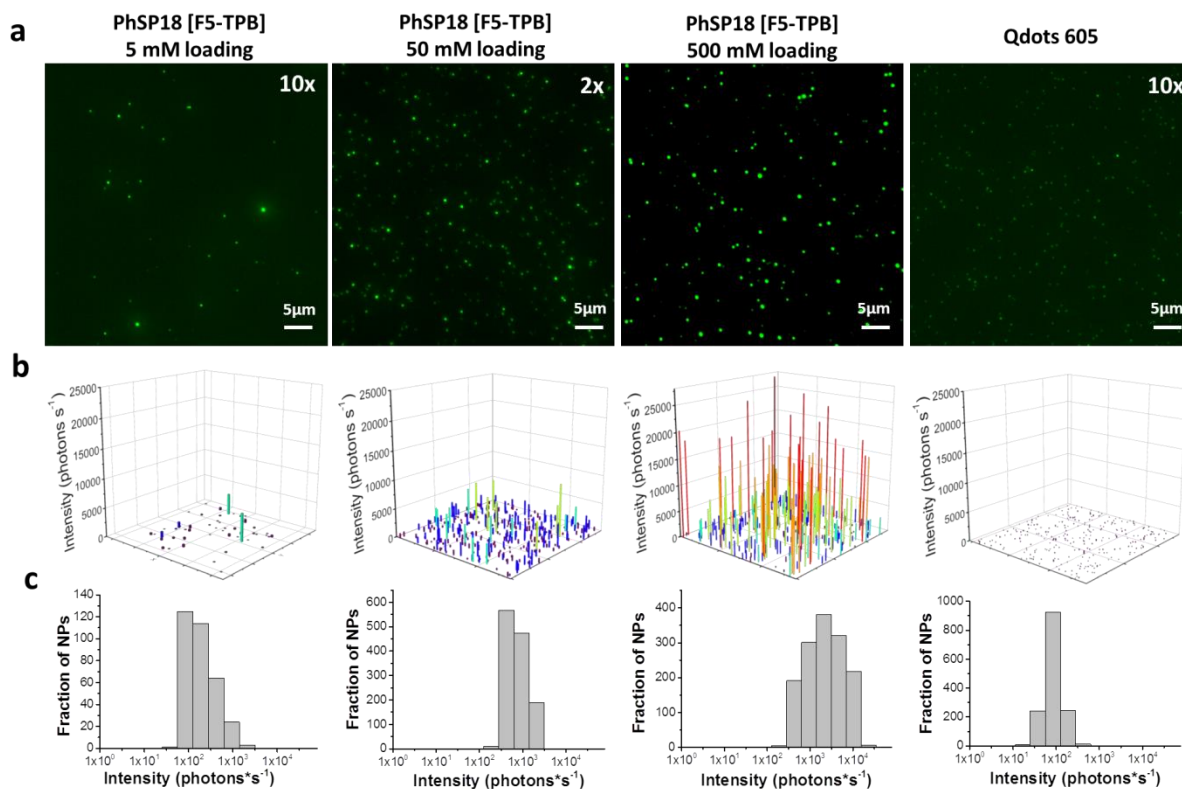 a
PhSP18 [F5-TPB]
5 mM loading
PhSP18 [F5-TPB]
50 mM loading
PhSP18 [F5-TPB]
500 mM loading
Qdots 605
10x
2x
10x
5µm
5µm
5µm
5µm
b
Intensity (photons s⁻¹)
25000
20000
15000
10000
5000
0
Intensity (photons s⁻¹)
25000
20000
15000
10000
5000
0
Intensity (photons s⁻¹)
25000
20000
15000
10000
5000
0
Intensity (photons s⁻¹)
25000
20000
15000
10000
5000
0
c
Fraction of NPs
140
120
100
80
60
40
20
0
1x10⁰ 1x10¹ 1x10² 1x10³ 1x10⁴
Intensity (photons*s⁻¹)
Fraction of NPs
600
500
400
300
200
100
0
1x10⁰ 1x10¹ 1x10² 1x10³ 1x10⁴
Intensity (photons*s⁻¹)
Fraction of NPs
400
300
200
100
0
1x10⁰ 1x10¹ 1x10² 1x10³ 1x10⁴
Intensity (photons*s⁻¹)
Fraction of NPs
1000
800
600
400
200
0
1x10⁰ 1x10¹ 1x10² 1x10³ 1x10⁴
Intensity (photons*s⁻¹)